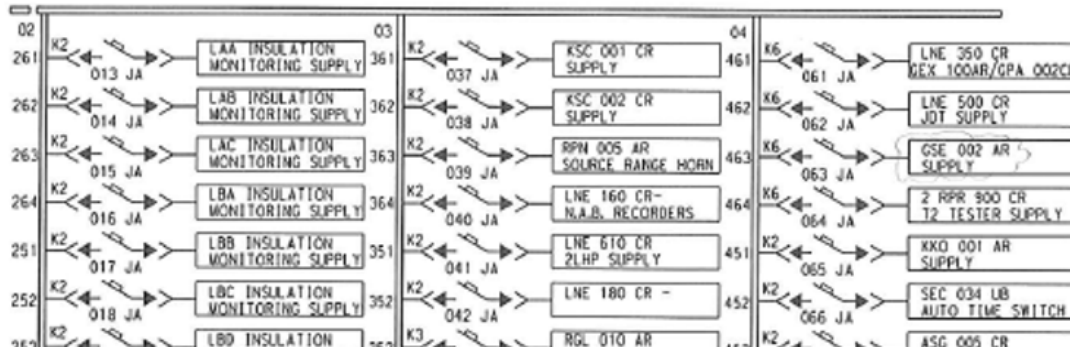 02
261 K2 013 JA LAA INSULATION
MONITORING SUPPLY
262 K2 014 JA LAB INSULATION
MONITORING SUPPLY
263 K2 015 JA LAC INSULATION
MONITORING SUPPLY
264 K2 016 JA LBA INSULATION
MONITORING SUPPLY
251 K2 017 JA LBB INSULATION
MONITORING SUPPLY
252 K2 018 JA LBC INSULATION
MONITORING SUPPLY
K2 LBD INSULATION
03
361 K2 037 JA KSC 001 CR
SUPPLY
362 K2 038 JA KSC 002 CR
SUPPLY
363 K2 039 JA RPN 005 AR
SOURCE RANGE HORN
364 K2 040 JA LNE 160 CR-
N.A.B. RECORDERS
351 K2 041 JA LNE 610 CR
2LHP SUPPLY
352 K2 042 JA LNE 180 CR -
K3 RGL 010 AR
04
461 K6 061 JA LNE 350 CR
GEX 100AR/GPA 002CR
462 K6 062 JA LNE 500 CR
JDT SUPPLY
463 K6 063 JA GSE 002 AR
SUPPLY
464 K6 064 JA 2 RPR 900 CR
T2 TESTER SUPPLY
451 K2 065 JA KKO 001 AR
SUPPLY
452 K2 066 JA SEC 034 UB
AUTO TIME SWITCH
K2 ASG 005 CR